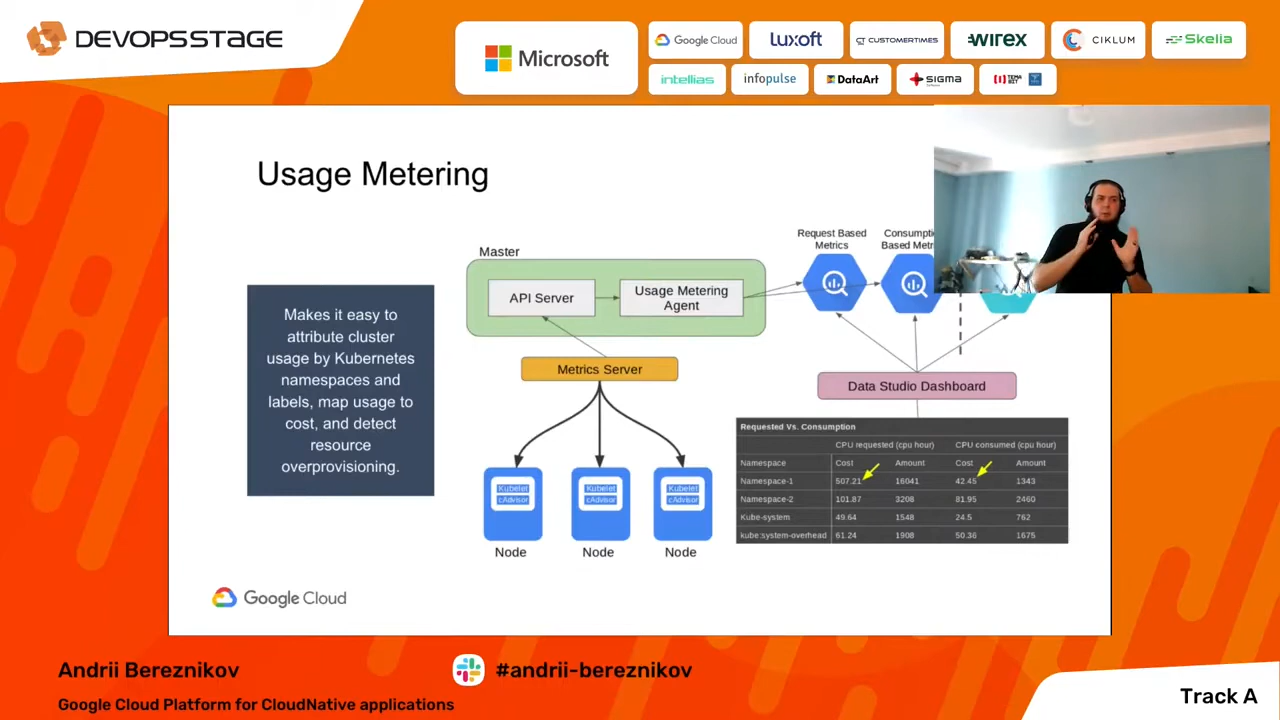 DEVOPSSTAGE
Microsoft
Google Cloud
Luxoft
CUSTOMERTIMES
wirex
CIKLUM
Skelia
intellias
infopulse
DataArt
SIGMA
TEMA
BIT
Usage Metering
Makes it easy to
attribute cluster
usage by Kubernetes
namespaces and
labels, map usage to
cost, and detect
resource
overprovisioning.
Master
API Server
Usage Metering
Agent
Metrics Server
Kubelet
cAdvisor
Kubelet
cAdvisor
Kubelet
cAdvisor
Node
Node
Node
Request Based
Metrics
Data Studio Dashboard
Requested Vs. Consumption
CPU requested (cpu hour) CPU consumed (cpu hour)
Namespace Cost Amount Cost Amount
Namespace-1 507.21 16041 42.45 1343
Namespace-2 101.87 3208 81.95 2460
Kube-system 49.64 1548 24.5 762
kube:system-overhead 61.24 1908 50.36 1675
Google Cloud
Andrii Bereznikov
#andrii-bereznikov
Google Cloud Platform for CloudNative applications
Track A